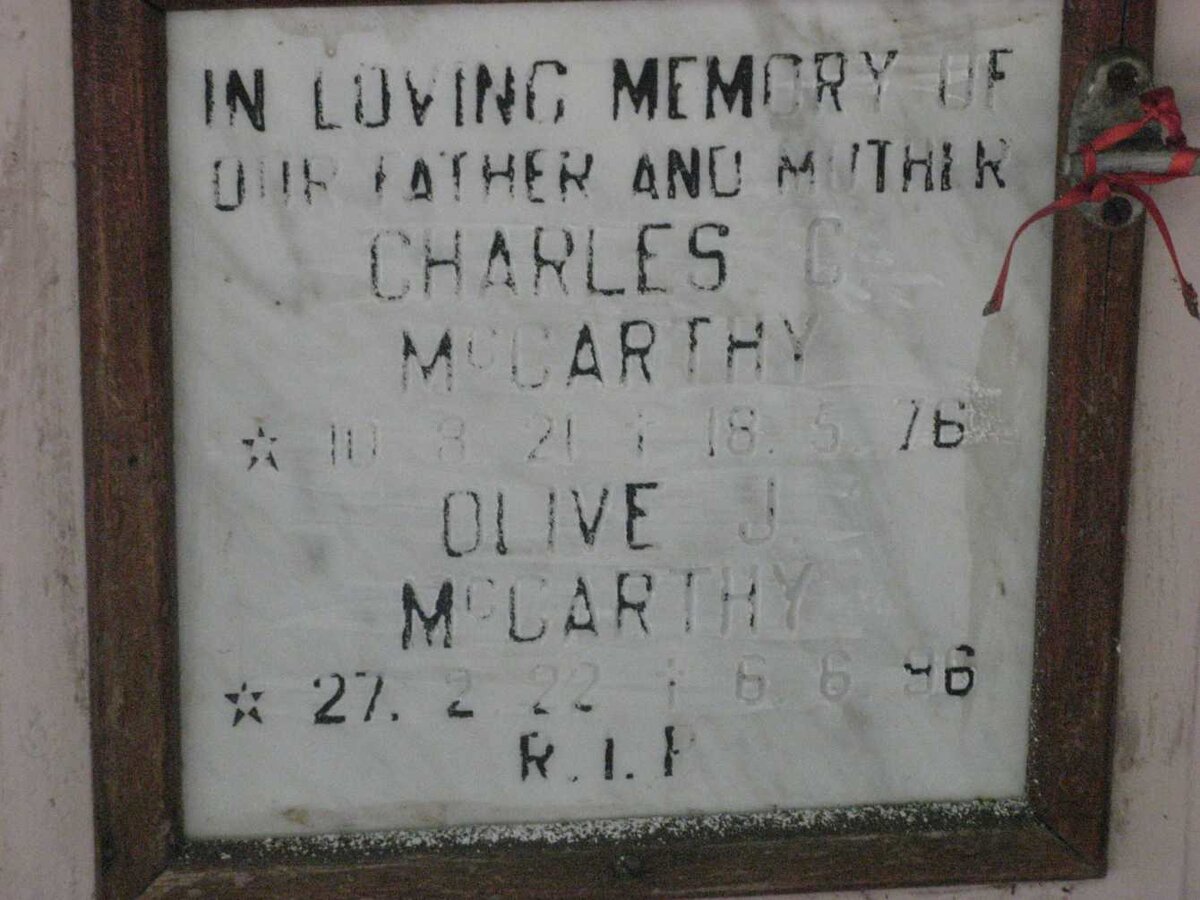 IN LOVING MEMORY OF
OUR FATHER AND MOTHER
CHARLES C
McCARTHY
☆ 10. 8. 21 † 18. 5. 76
OLIVE J.
McCARTHY
☆ 27. 2. 22 † 6. 6. 96
R.I.P